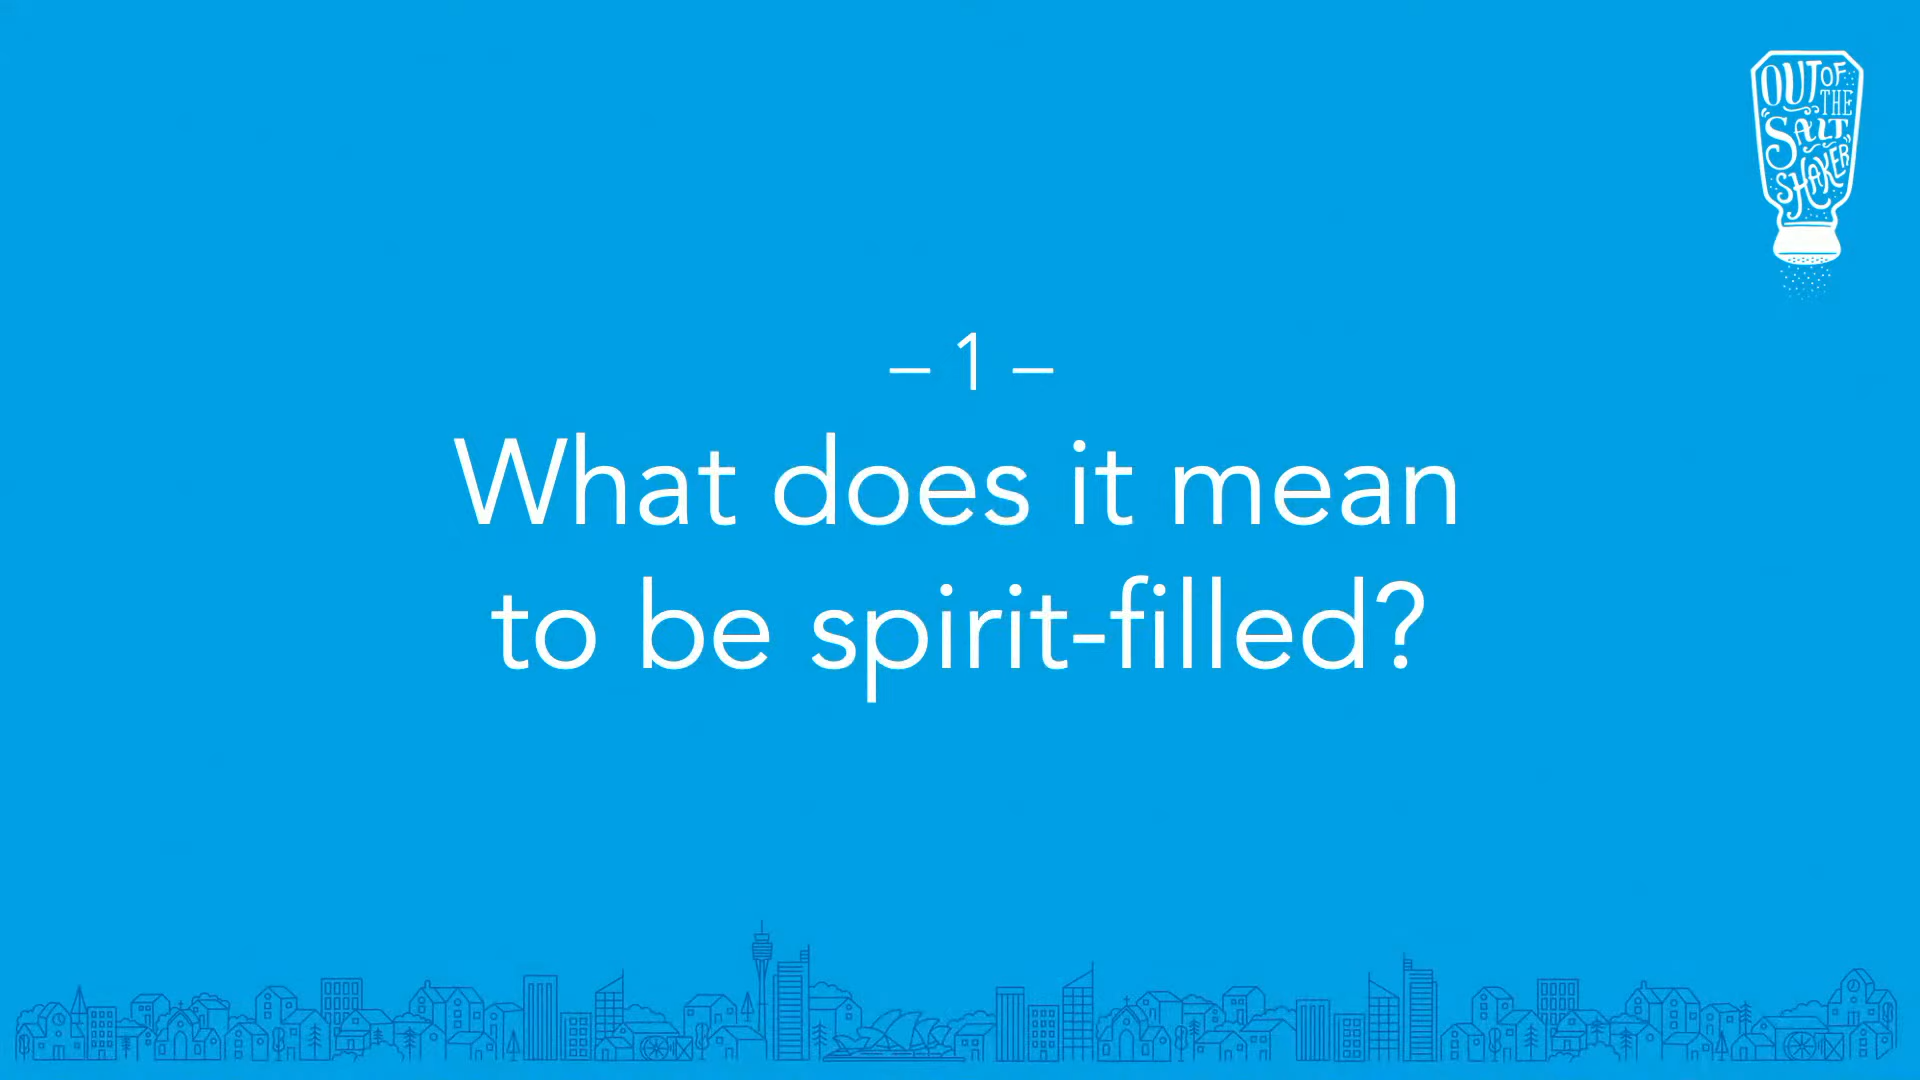 OUT OF
THE
SALT
SHAKER
– 1 –
What does it mean
to be spirit-filled?